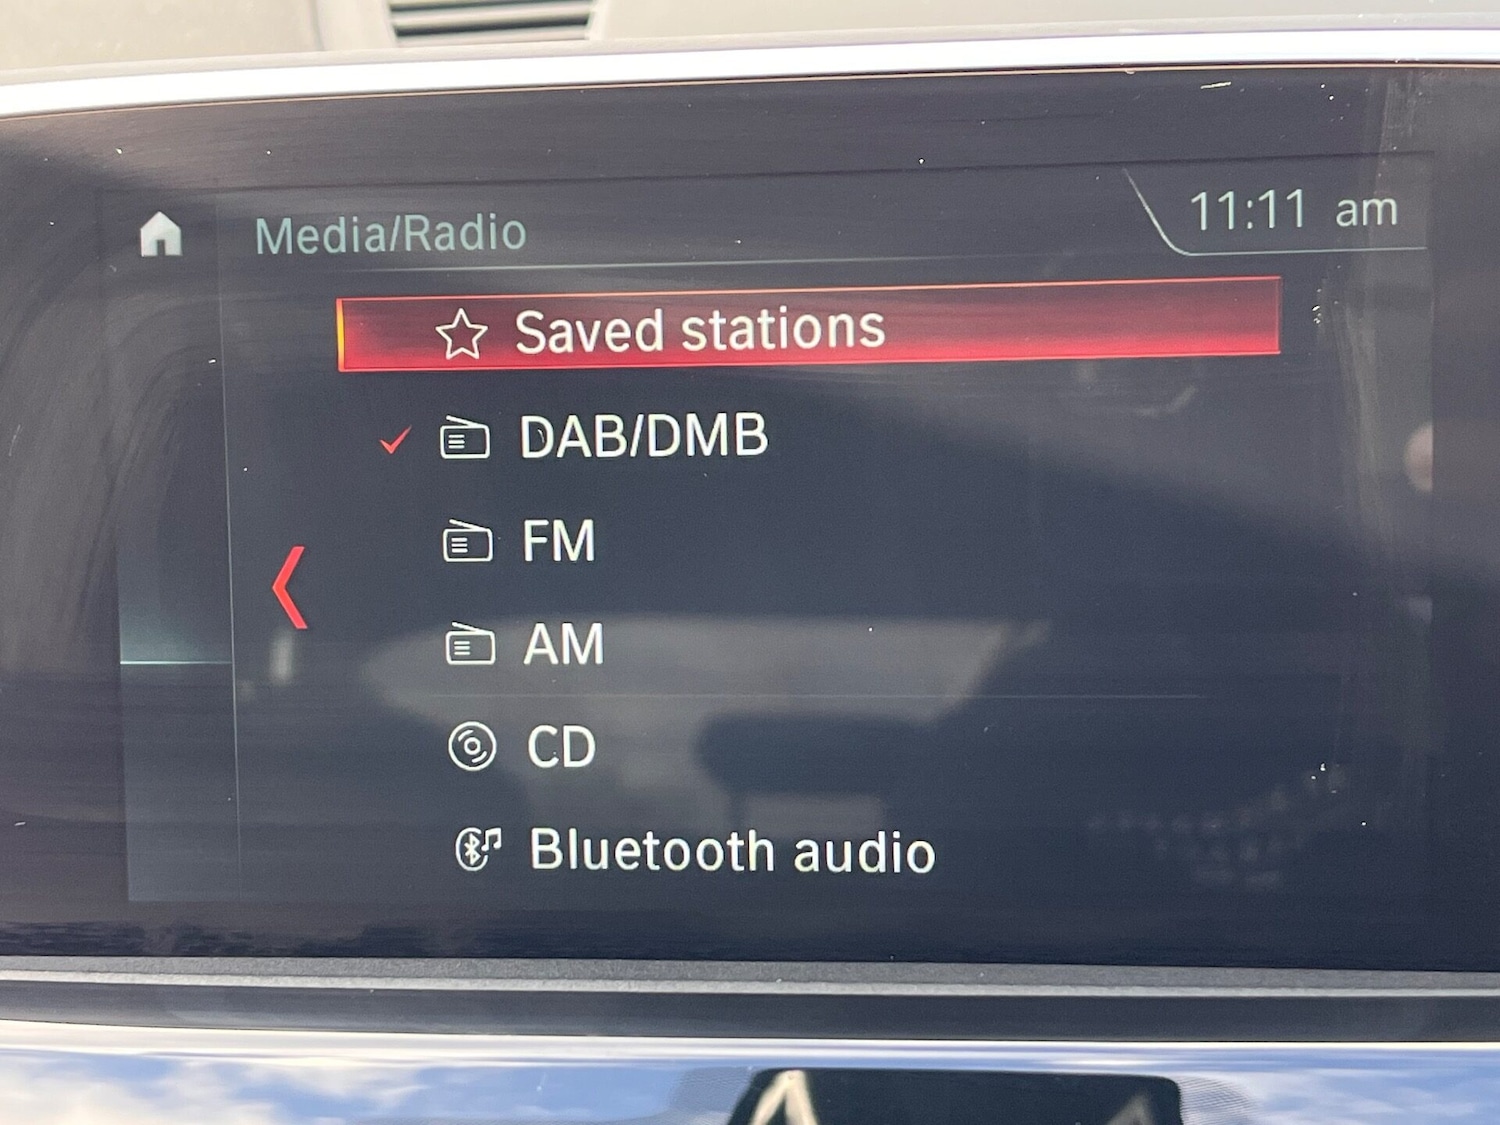 Media/Radio
11:11 am
Saved stations
DAB/DMB
FM
AM
CD
Bluetooth audio